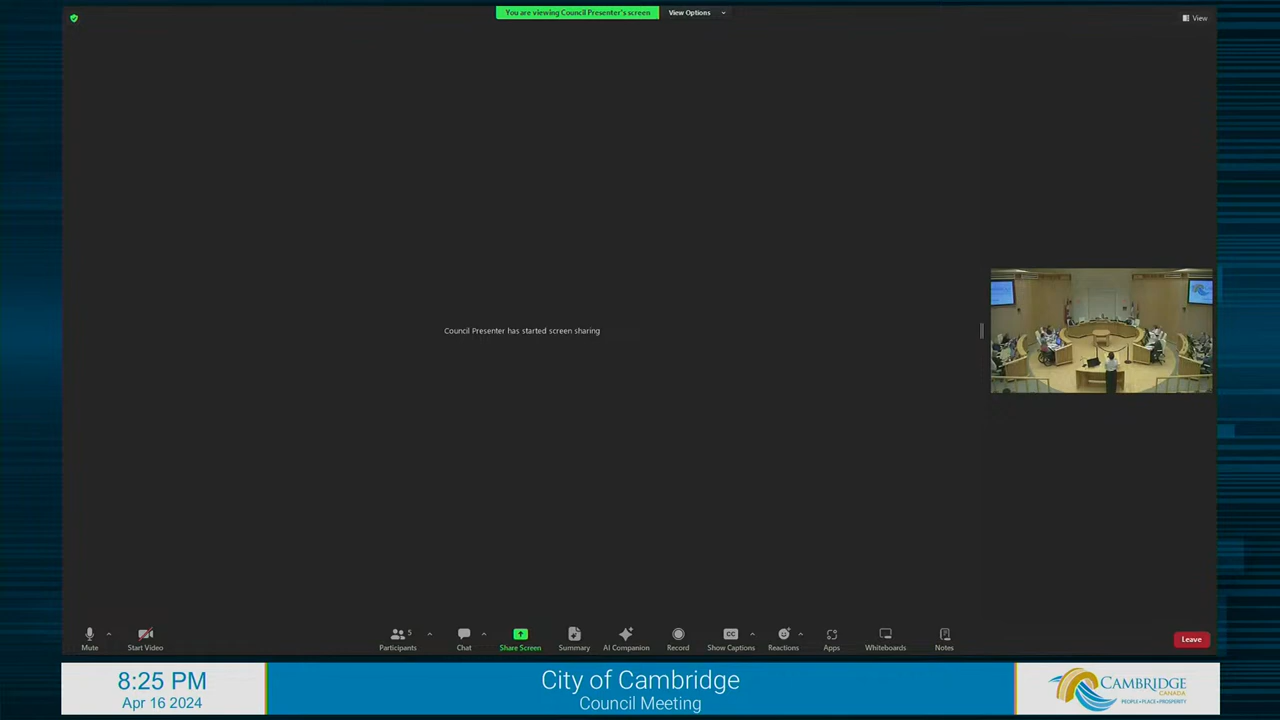 You are viewing Council Presenter's screen
View Options
View
Council Presenter has started screen sharing
Mute
Start Video
5
Participants
Chat
Share Screen
Summary
AI Companion
Record
CC
Show Captions
Reactions
Apps
Whiteboards
Notes
Leave
8:25 PM
Apr 16 2024
City of Cambridge
Council Meeting
CAMBRIDGE
CANADA
PEOPLE • PLACE • PROSPERITY